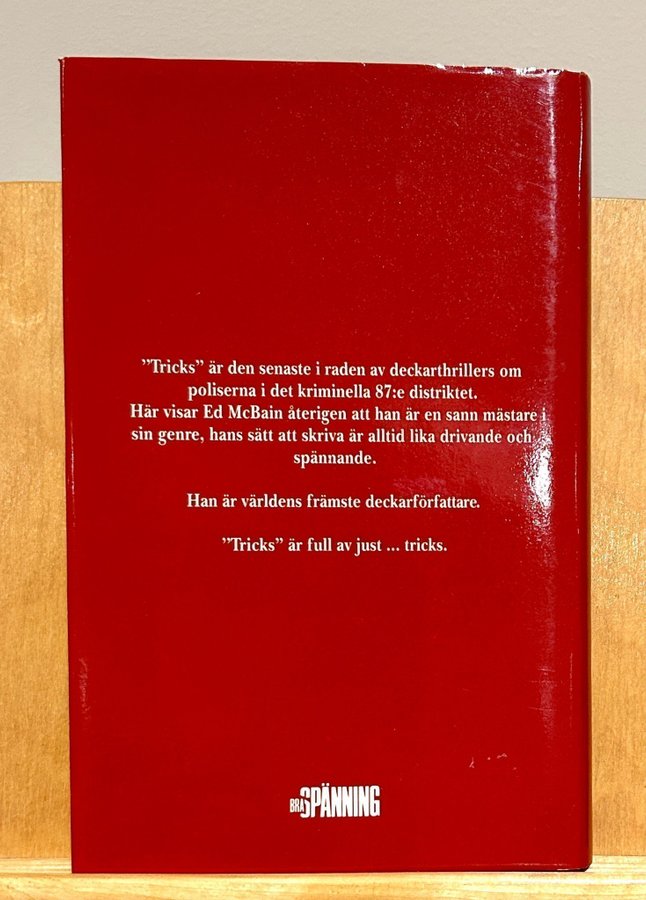 ”Tricks” är den senaste i raden av deckarthrillers om
poliserna i det kriminella 87:e distriktet.
Här visar Ed McBain återigen att han är en sann mästare i
sin genre, hans sätt att skriva är alltid lika drivande och
spännande.
Han är världens främste deckarförfattare.
”Tricks” är full av just ... tricks.
BRA SPÄNNING